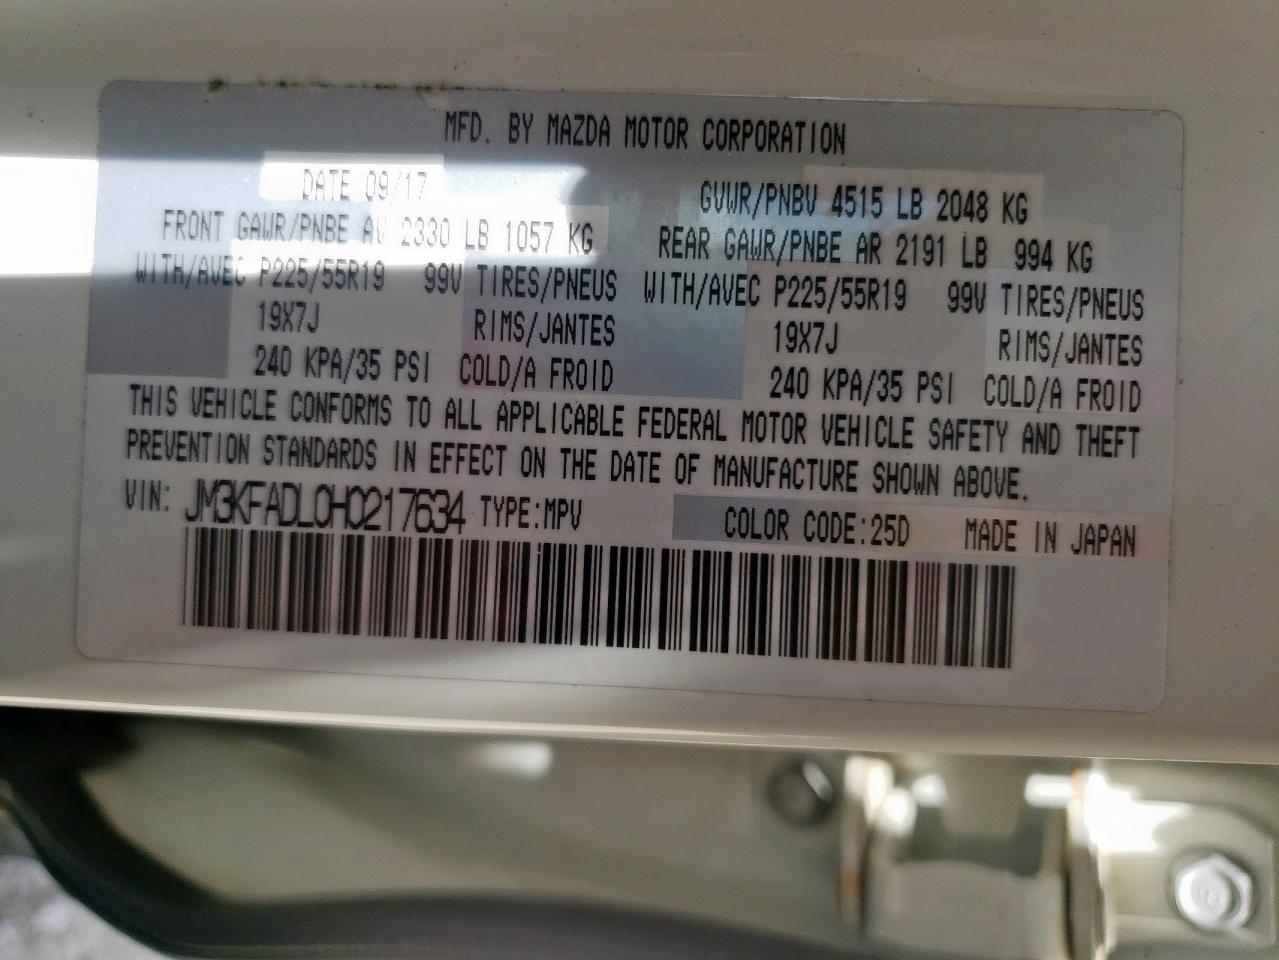 MFD. BY MAZDA MOTOR CORPORATION
DATE 09/17 GVWR/PNBV 4515 LB 2048 KG
FRONT GAWR/PNBE AV 2330 LB 1057 KG REAR GAWR/PNBE AR 2191 LB 994 KG
WITH/AVEC P225/55R19 99V TIRES/PNEUS WITH/AVEC P225/55R19 99V TIRES/PNEUS
19X7J RIMS/JANTES 19X7J RIMS/JANTES
240 KPA/35 PSI COLD/A FROID 240 KPA/35 PSI COLD/A FROID
THIS VEHICLE CONFORMS TO ALL APPLICABLE FEDERAL MOTOR VEHICLE SAFETY AND THEFT
PREVENTION STANDARDS IN EFFECT ON THE DATE OF MANUFACTURE SHOWN ABOVE.
VIN: JM3KFADL0H0217634 TYPE:MPV COLOR CODE:25D MADE IN JAPAN